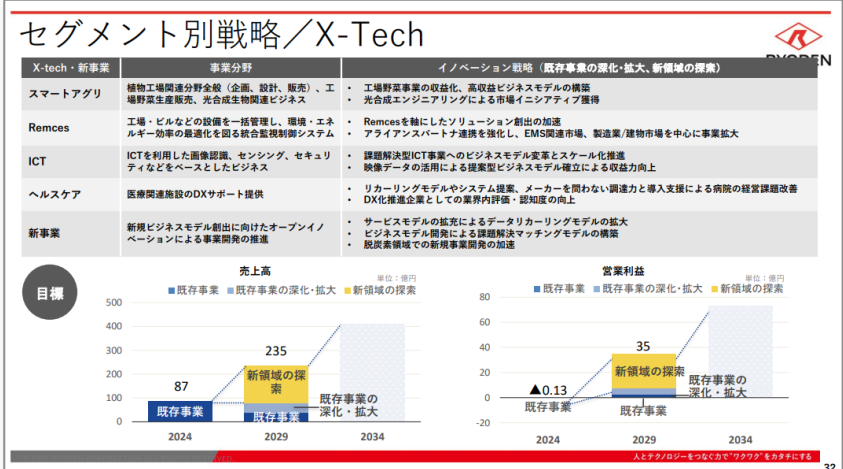 セグメント別戦略／X-Tech
RYODEN
X-tech・新事業 事業分野 イノベーション戦略（既存事業の深化・拡大、新領域の探索）
スマートアグリ
植物工場関連分野全般（企画、設計、販売）、工
場野菜生産販売、光合成生物関連ビジネス
• 工場野菜事業の収益化、高収益ビジネスモデルの構築
• 光合成エンジニアリングによる市場イニシアティブ獲得
Remces
工場・ビルなどの設備を一括管理し、環境・エネ
ルギー効率の最適化を図る統合監視制御システム
• Remcesを軸にしたソリューション創出の加速
• アライアンスパートナ連携を強化し、EMS関連市場、製造業/建物市場を中心に事業拡大
ICT
ICTを利用した画像認識、センシング、セキュリ
ティなどをベースとしたビジネス
• 課題解決型ICT事業へのビジネスモデル変革とスケール化推進
• 映像データの活用による提案型ビジネスモデル確立による収益力向上
ヘルスケア
医療関連施設のDXサポート提供
• リカーリングモデルやシステム提案、メーカーを問わない調達力と導入支援による病院の経営課題改善
• DX化推進企業としての業界内評価・認知度の向上
新事業
新規ビジネスモデル創出に向けたオープンイノ
ベーションによる事業開発の推進
• サービスモデルの拡充によるデータリカーリングモデルの拡大
• ビジネスモデル開発による課題解決マッチングモデルの構築
• 脱炭素領域での新規事業開発の加速
目標
売上高
単位：億円
既存事業 既存事業の深化・拡大 新領域の探索
500
400
300
200
100
0
87
既存事業
235
新領域の探
索
既存事業
既存事業の
深化・拡大
2024 2029 2034
営業利益
単位：億円
既存事業 既存事業の深化・拡大 新領域の探索
80
60
40
20
0
-20
▲0.13
既存事業
35
新領域の探索
既存事業の
深化・拡大
既存事業
2024 2029 2034
人とテクノロジーをつなぐ力で“ワクワク”をカタチにする
32